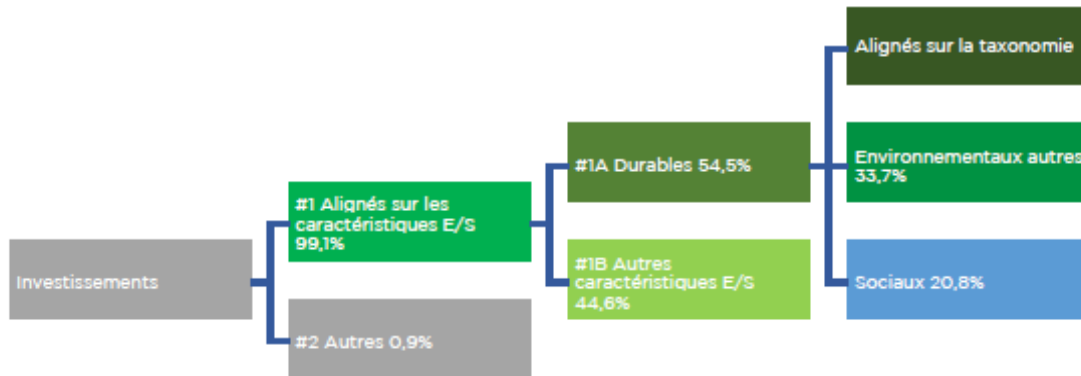 Alignés sur la taxonomie
#1A Durables 54,5%
Environnementaux autres
33,7%
#1 Alignés sur les
caractéristiques E/S
99,1%
#1B Autres
caractéristiques E/S
44,6%
Investissements
Sociaux 20,8%
#2 Autres 0,9%